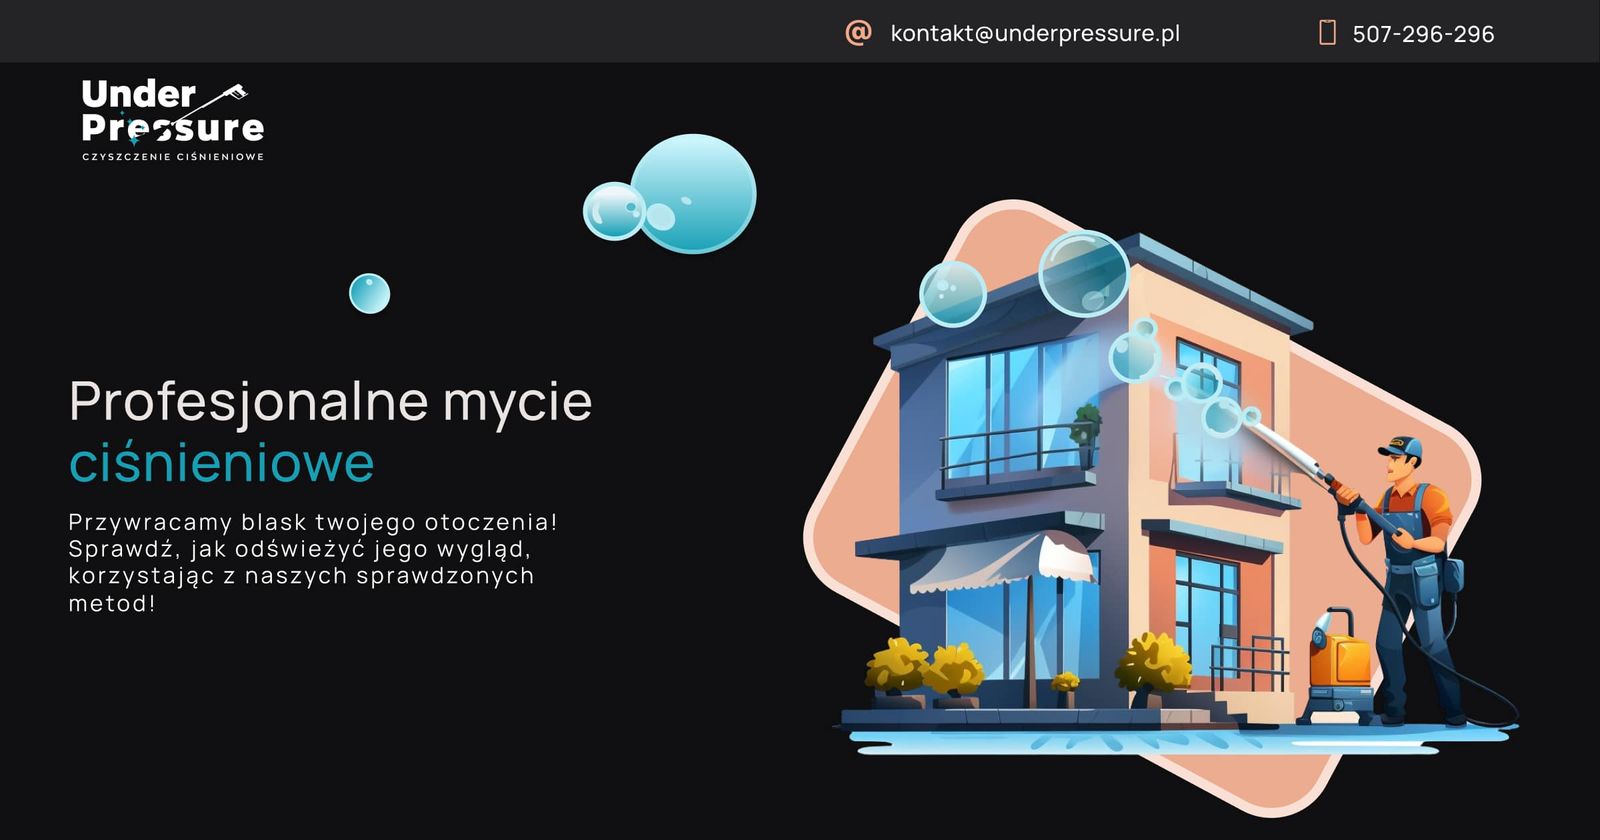 @ kontakt@underpressure.pl 507-296-296
Under
Pressure
CZYSZCZENIE CIŚNIENIOWE
Profesjonalne mycie
ciśnieniowe
Przywracamy blask twojego otoczenia!
Sprawdź, jak odświeżyć jego wygląd,
korzystając z naszych sprawdzonych
metod!